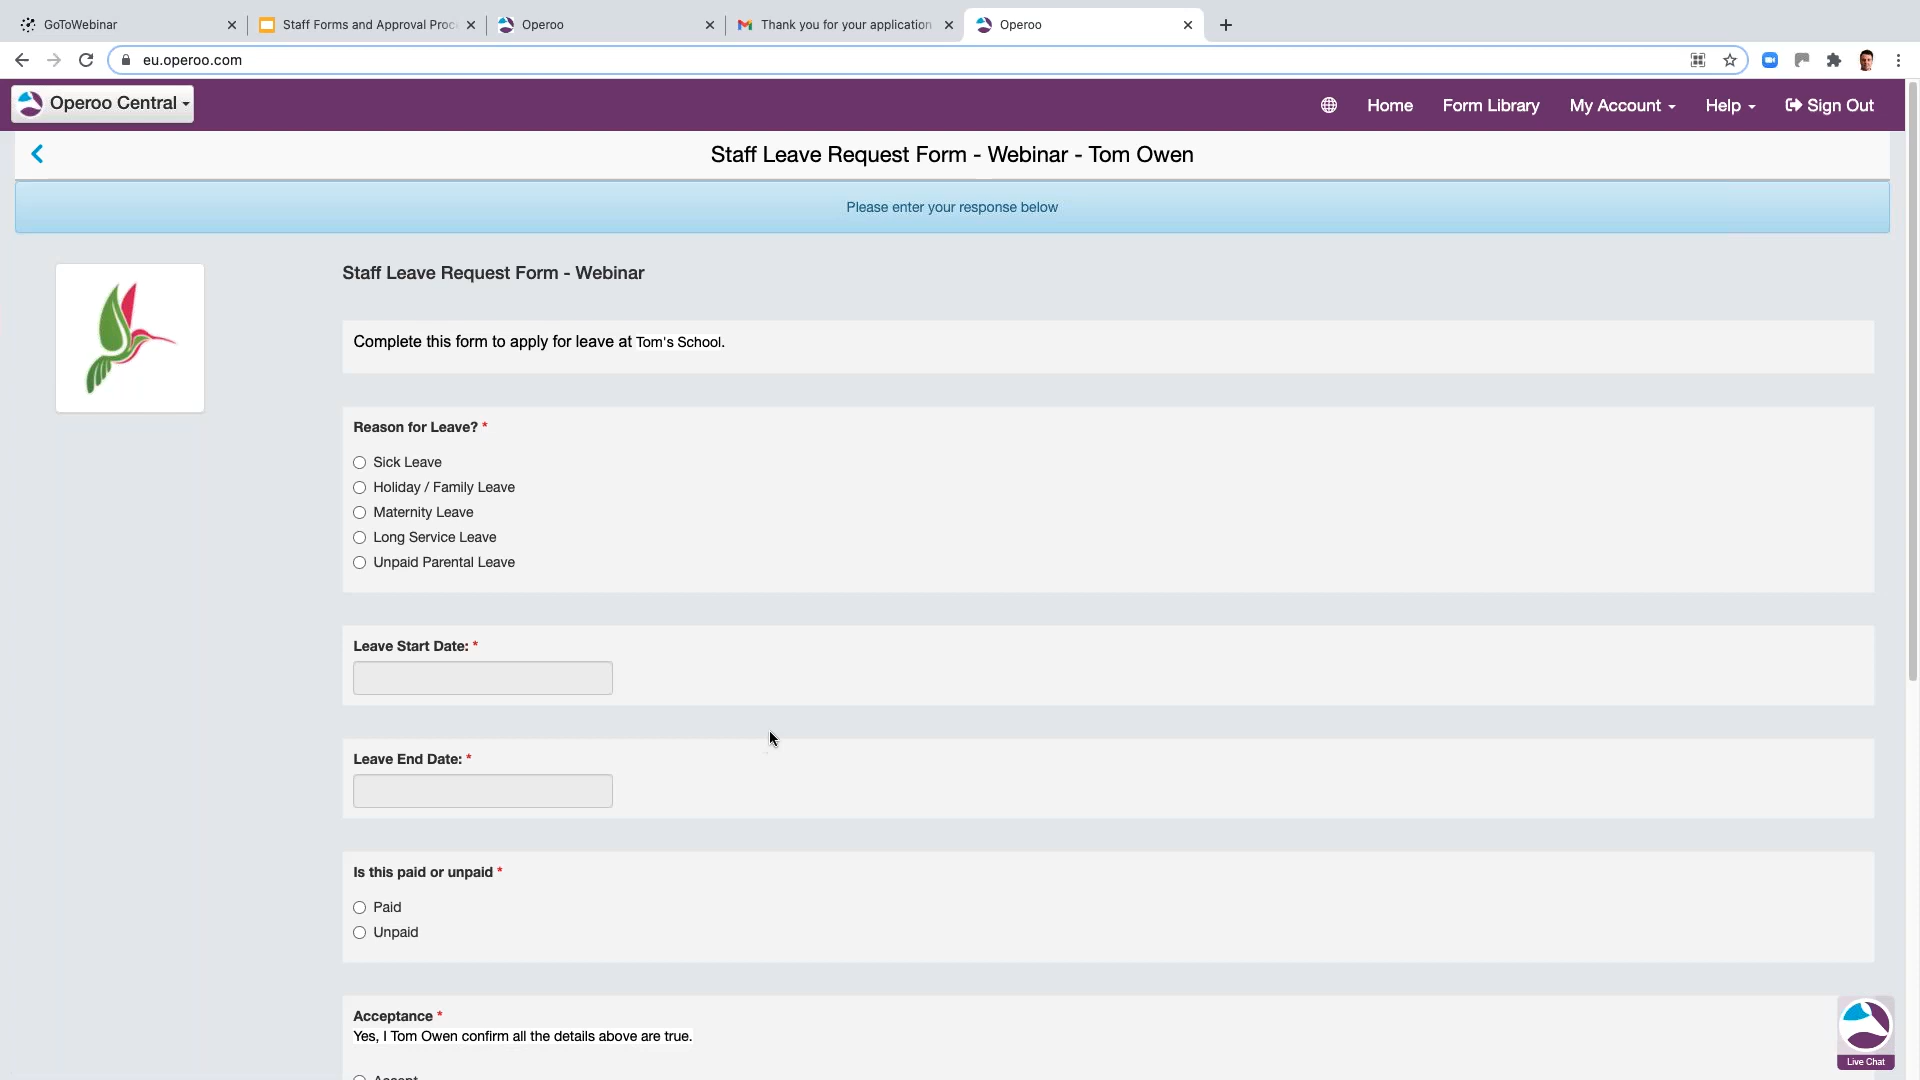 GoToWebinar
Staff Forms and Approval Proc
Operoo
Thank you for your application
Operoo
eu.operoo.com
Operoo Central
Home
Form Library
My Account
Help
Sign Out
Staff Leave Request Form - Webinar - Tom Owen
Please enter your response below
Staff Leave Request Form - Webinar
Complete this form to apply for leave at Tom's School.
Reason for Leave? *
Sick Leave
Holiday / Family Leave
Maternity Leave
Long Service Leave
Unpaid Parental Leave
Leave Start Date: *
Leave End Date: *
Is this paid or unpaid *
Paid
Unpaid
Acceptance *
Yes, I Tom Owen confirm all the details above are true.
Accept
Live Chat